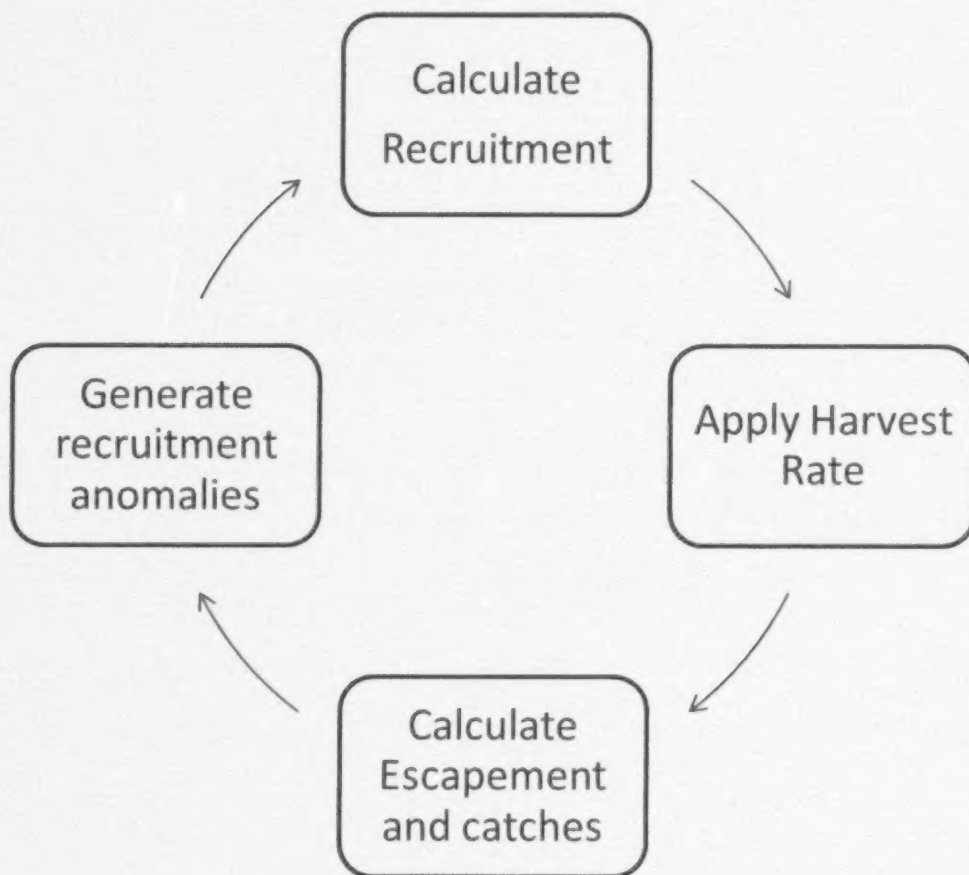 Calculate
Recruitment
Generate
recruitment
anomalies
Apply Harvest
Rate
Calculate
Escapement
and catches